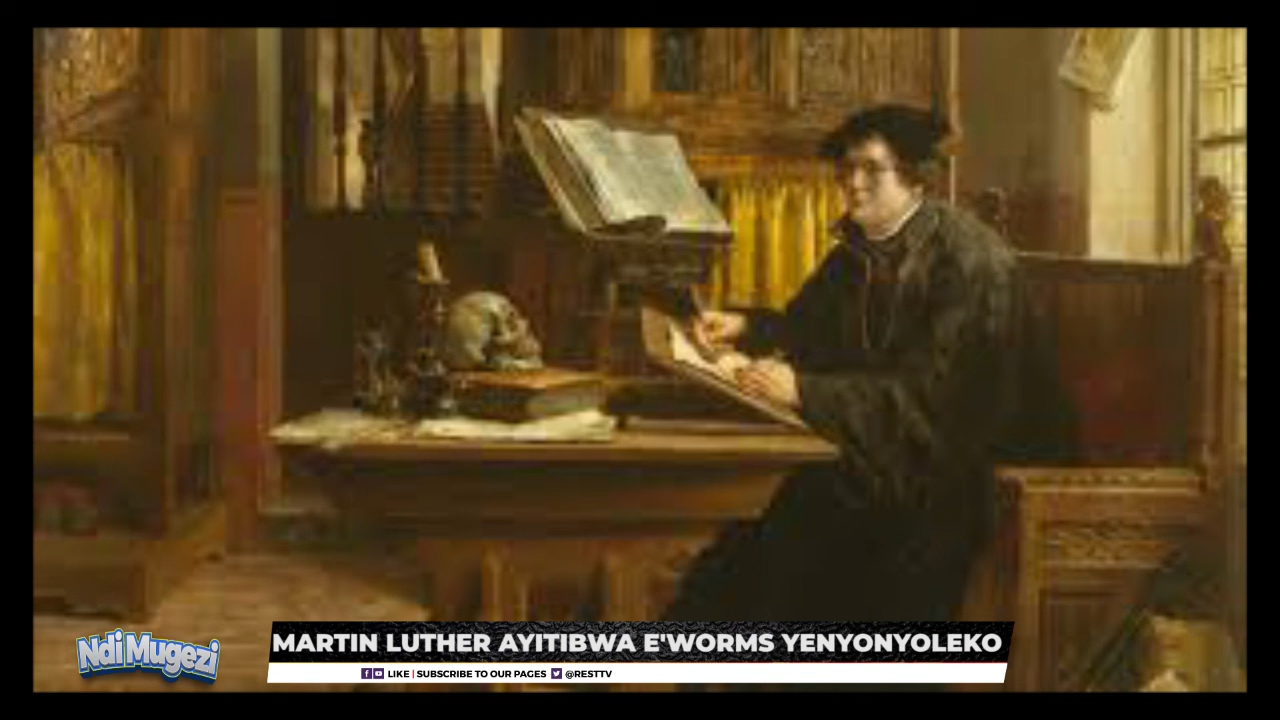 MARTIN LUTHER AYITIBWA E'WORMS YENYONYOLEKO
Ndi Mugezi
LIKE | SUBSCRIBE TO OUR PAGES @RESTTV